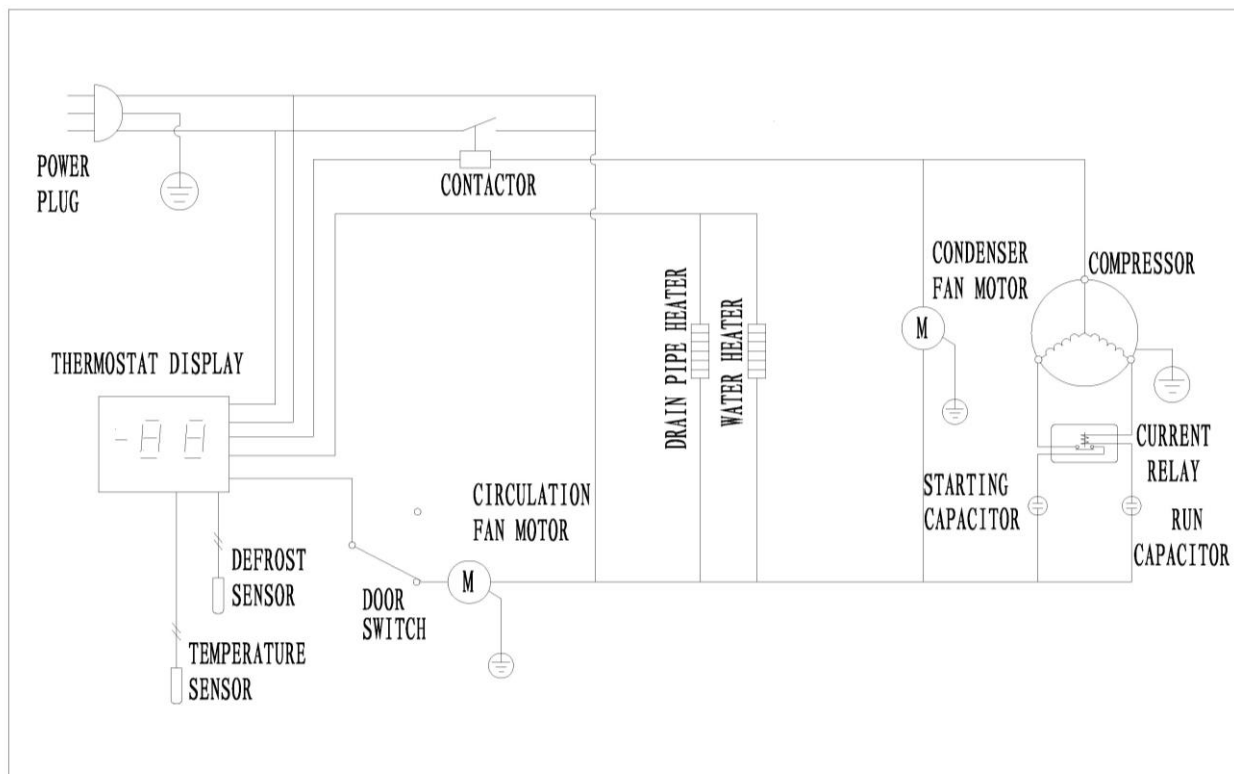 POWER
PLUG
CONTACTOR
THERMOSTAT DISPLAY
-88
DEFROST
SENSOR
TEMPERATURE
SENSOR
DOOR
SWITCH
CIRCULATION
FAN MOTOR
M
DRAIN PIPE HEATER
WATER HEATER
CONDENSER
FAN MOTOR
M
COMPRESSOR
CURRENT
RELAY
STARTING
CAPACITOR
RUN
CAPACITOR